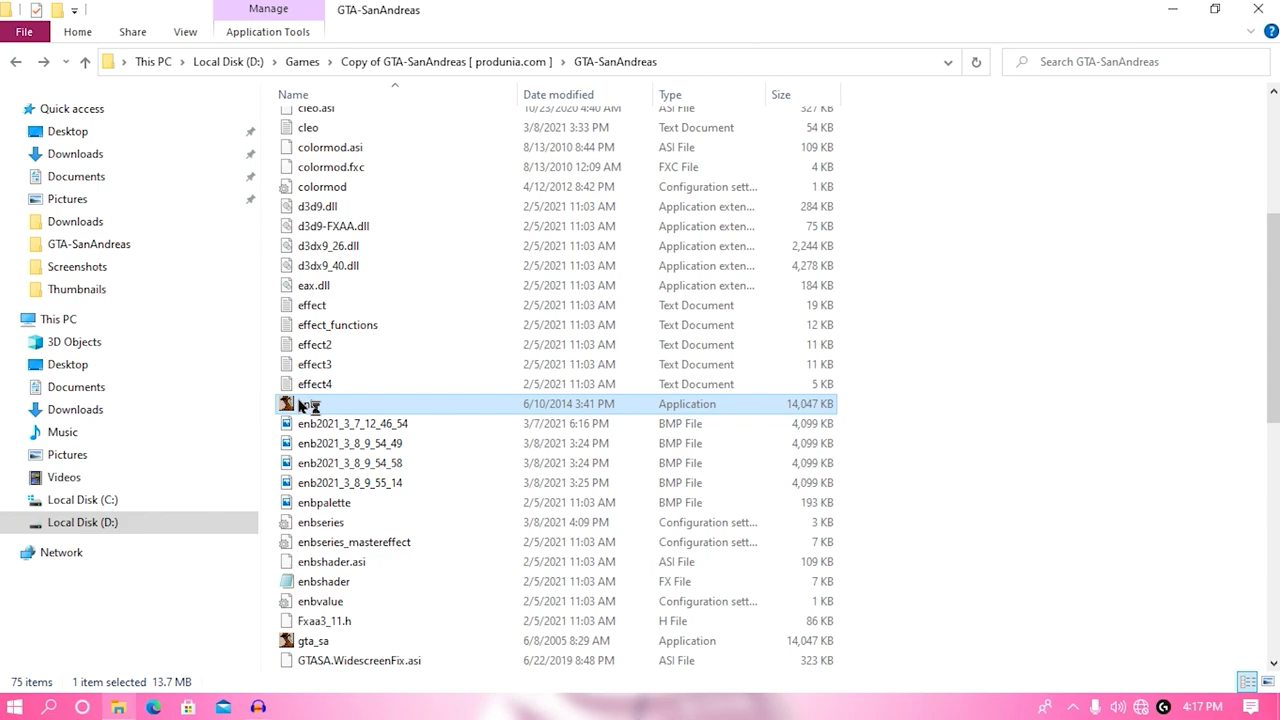 Manage
GTA-SanAndreas
File
Home
Share
View
Application Tools
This PC
Local Disk (D:)
Games
Copy of GTA-SanAndreas [ produnia.com ]
GTA-SanAndreas
Search GTA-SanAndreas
Name
Date modified
Type
Size
Quick access
Desktop
Downloads
Documents
Pictures
Downloads
GTA-SanAndreas
Screenshots
Thumbnails
This PC
3D Objects
Desktop
Documents
Downloads
Music
Pictures
Videos
Local Disk (C:)
Local Disk (D:)
Network
cleo.asi 10/23/2020 4:40 AM ASI File 327 KB
cleo 3/8/2021 3:33 PM Text Document 54 KB
colormod.asi 8/13/2010 8:44 PM ASI File 109 KB
colormod.fxc 8/13/2010 12:09 AM FXC File 4 KB
colormod 4/12/2012 8:42 PM Configuration sett... 1 KB
d3d9.dll 2/5/2021 11:03 AM Application exten... 284 KB
d3d9-FXAA.dll 2/5/2021 11:03 AM Application exten... 75 KB
d3dx9_26.dll 2/5/2021 11:03 AM Application exten... 2,244 KB
d3dx9_40.dll 2/5/2021 11:03 AM Application exten... 4,278 KB
eax.dll 2/5/2021 11:03 AM Application exten... 184 KB
effect 2/5/2021 11:03 AM Text Document 19 KB
effect_functions 2/5/2021 11:03 AM Text Document 12 KB
effect2 2/5/2021 11:03 AM Text Document 11 KB
effect3 2/5/2021 11:03 AM Text Document 11 KB
effect4 2/5/2021 11:03 AM Text Document 5 KB
6/10/2014 3:41 PM Application 14,047 KB
enb2021_3_7_12_46_54 3/7/2021 6:16 PM BMP File 4,099 KB
enb2021_3_8_9_54_49 3/8/2021 3:24 PM BMP File 4,099 KB
enb2021_3_8_9_54_58 3/8/2021 3:24 PM BMP File 4,099 KB
enb2021_3_8_9_55_14 3/8/2021 3:25 PM BMP File 4,099 KB
enbpalette 2/5/2021 11:03 AM BMP File 193 KB
enbseries 3/8/2021 4:09 PM Configuration sett... 3 KB
enbseries_mastereffect 2/5/2021 11:03 AM Configuration sett... 7 KB
enbshader.asi 2/5/2021 11:03 AM ASI File 109 KB
enbshader 2/5/2021 11:03 AM FX File 7 KB
enbvalue 2/5/2021 11:03 AM Configuration sett... 1 KB
Fxaa3_11.h 2/5/2021 11:03 AM H File 86 KB
gta_sa 6/8/2005 8:29 AM Application 14,047 KB
GTASA.WidescreenFix.asi 6/22/2019 8:48 PM ASI File 323 KB
75 items
1 item selected 13.7 MB
4:17 PM